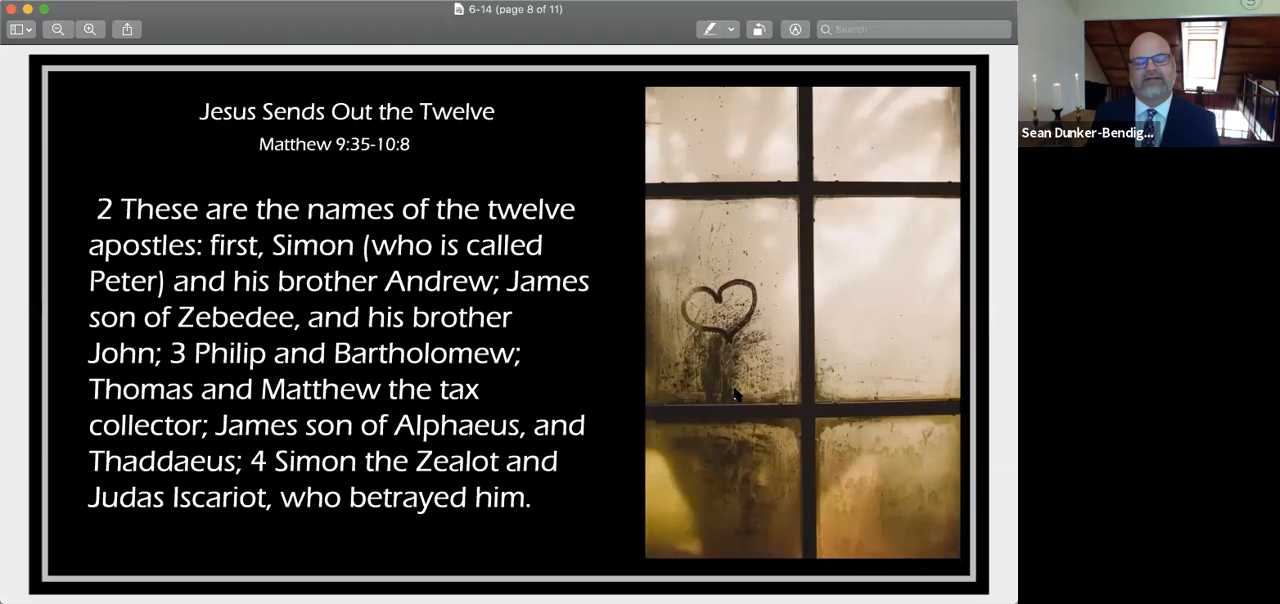 6-14 (page 8 of 11)
Search
Jesus Sends Out the Twelve
Matthew 9:35-10:8
2 These are the names of the twelve
apostles: first, Simon (who is called
Peter) and his brother Andrew; James
son of Zebedee, and his brother
John; 3 Philip and Bartholomew;
Thomas and Matthew the tax
collector; James son of Alphaeus, and
Thaddaeus; 4 Simon the Zealot and
Judas Iscariot, who betrayed him.
Sean Dunker-Bendig...